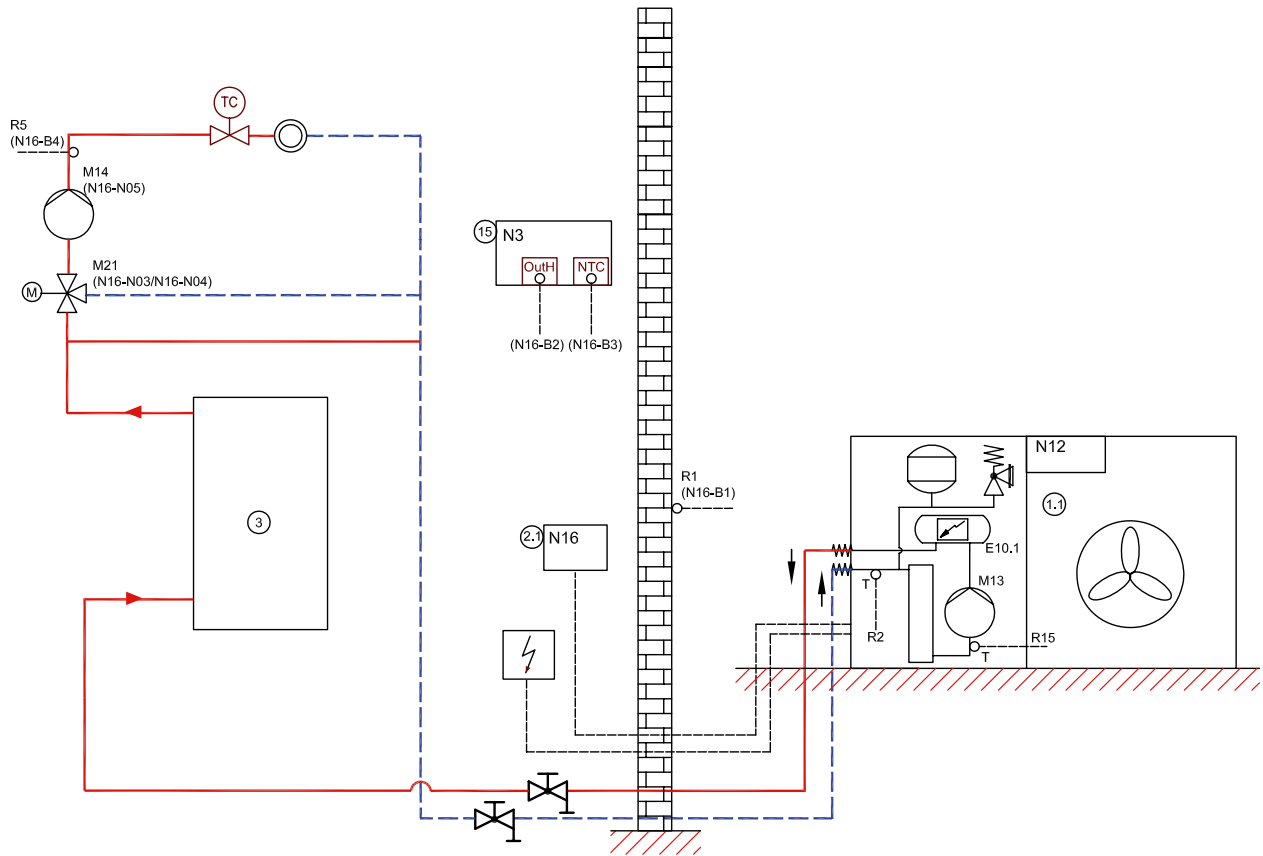 TC
R5
(N16-B4)
M14
(N16-N05)
M21
(N16-N03/N16-N04)
M
15
N3
OutH
NTC
(N16-B2)
(N16-B3)
3
R1
(N16-B1)
2.1
N16
N12
1.1
E10.1
M13
T
R2
R15
T